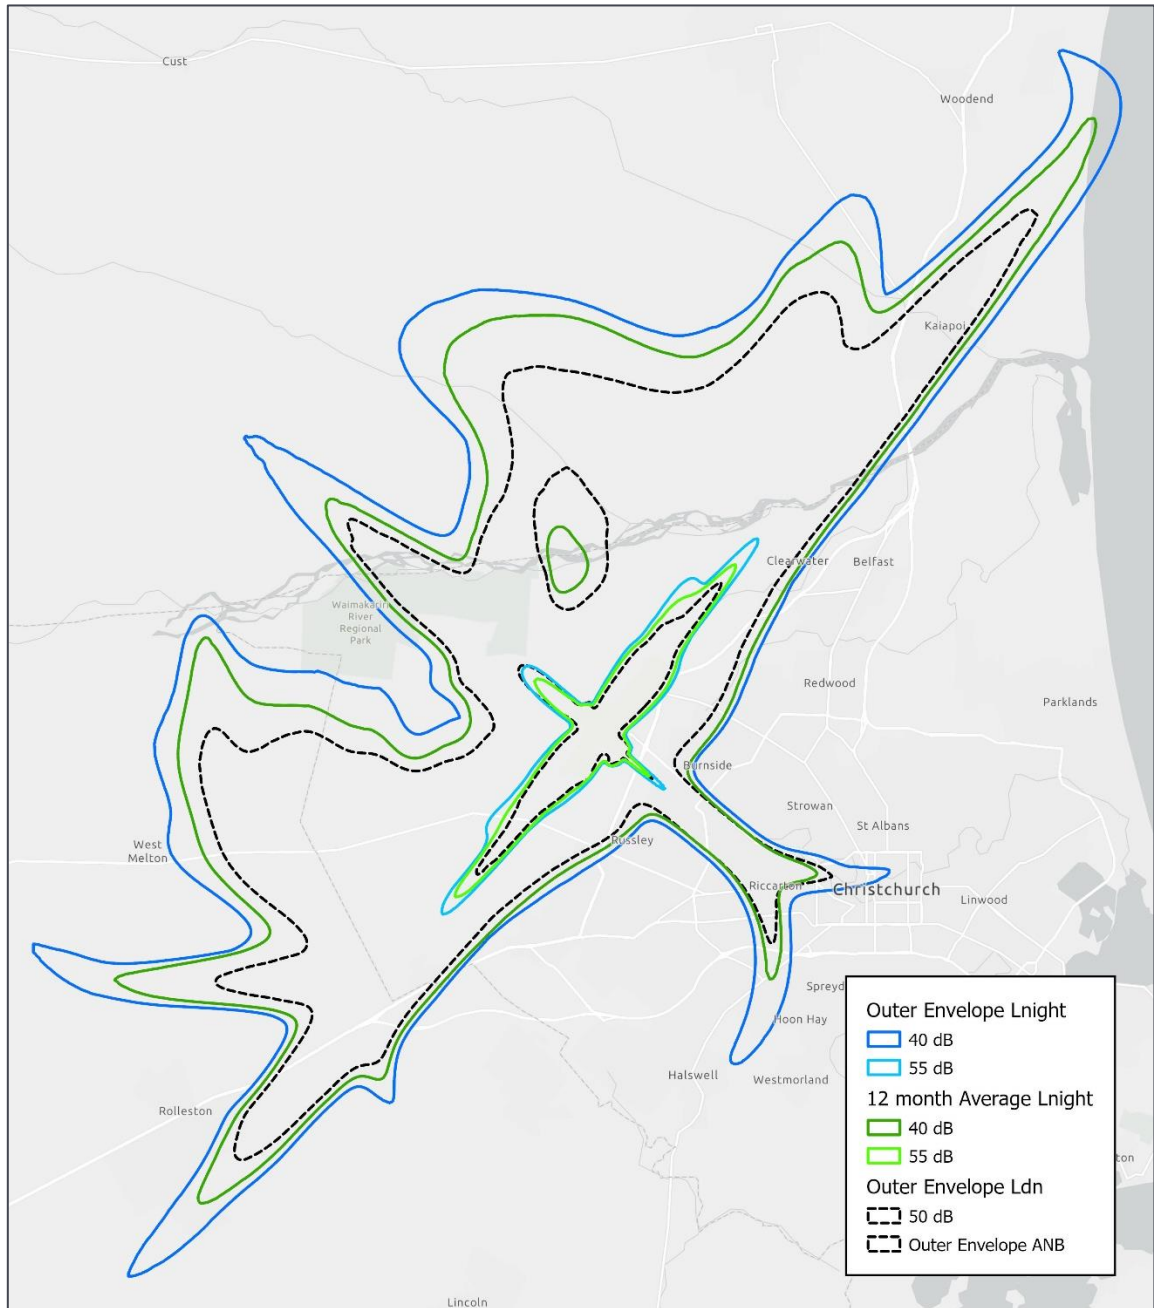 Cust
Woodend
Kaiapoi
Clearwater
Belfast
Waimakariri
River
Regional
Park
Redwood
Parklands
Burnside
Strowan
St Albans
West
Melton
Russley
Riccarton
Christchurch
Linwood
Spreyd
Hoon Hay
Halswell
Westmorland
Rolleston
ton
Lincoln
Outer Envelope Lnight
40 dB
55 dB
12 month Average Lnight
40 dB
55 dB
Outer Envelope Ldn
50 dB
Outer Envelope ANB